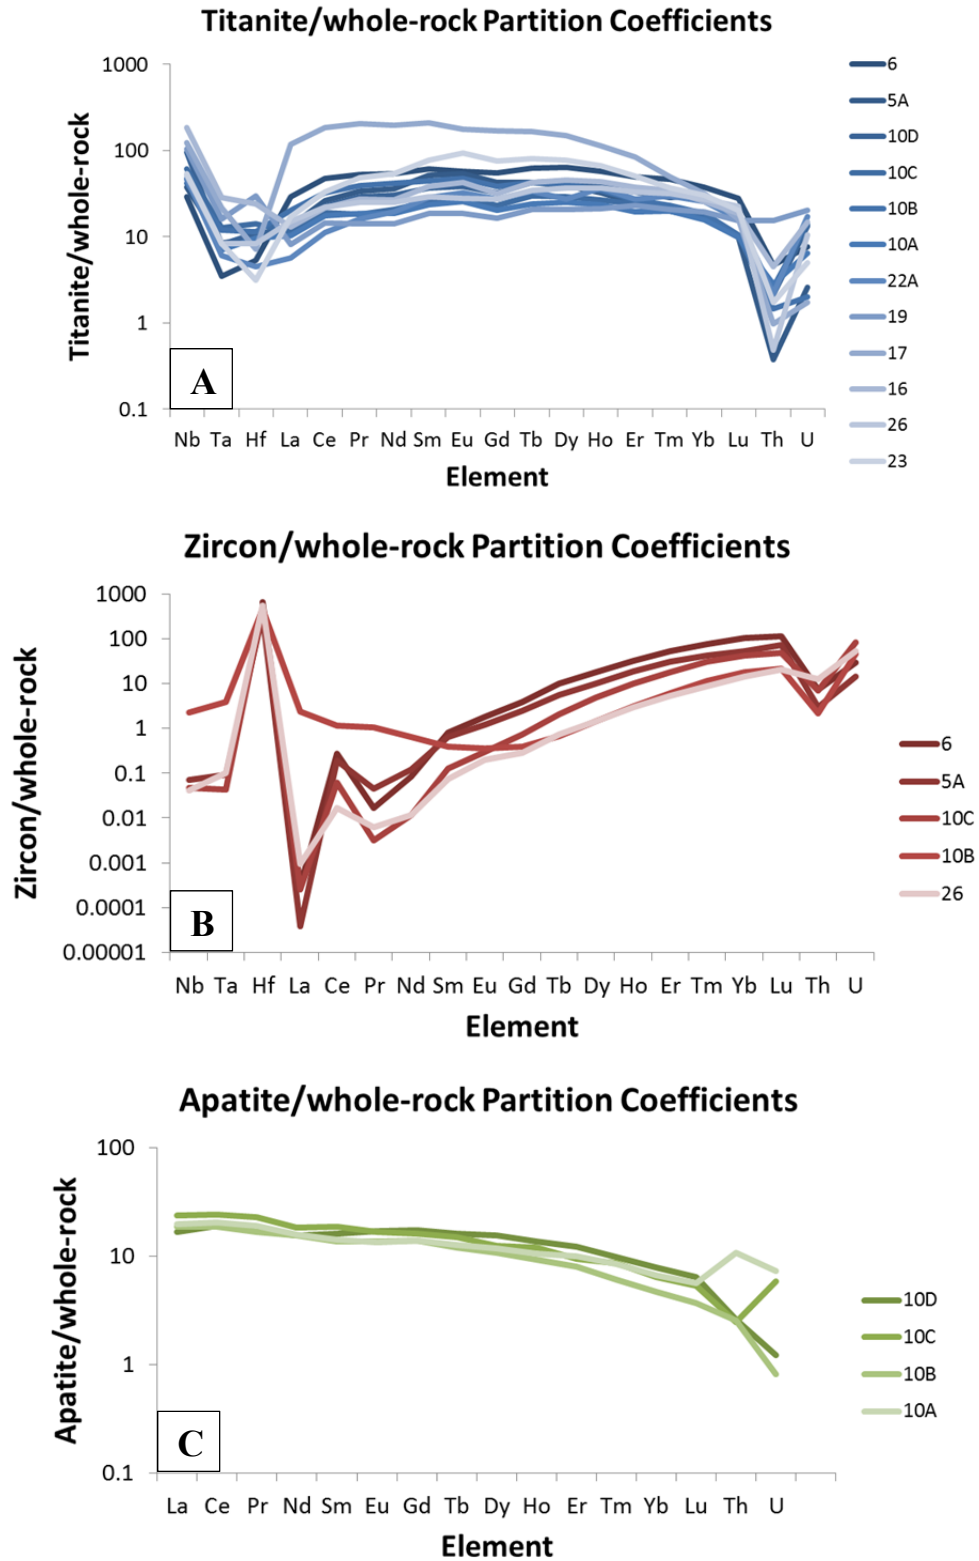 Titanite/whole-rock Partition Coefficients
1000
100
10
1
0.1
Titanite/whole-rock
A
Nb Ta Hf La Ce Pr Nd Sm Eu Gd Tb Dy Ho Er Tm Yb Lu Th U
Element
6
5A
10D
10C
10B
10A
22A
19
17
16
26
23
Zircon/whole-rock Partition Coefficients
1000
100
10
1
0.1
0.01
0.001
0.0001
0.00001
Zircon/whole-rock
B
Nb Ta Hf La Ce Pr Nd Sm Eu Gd Tb Dy Ho Er Tm Yb Lu Th U
Element
6
5A
10C
10B
26
Apatite/whole-rock Partition Coefficients
100
10
1
0.1
Apatite/whole-rock
C
La Ce Pr Nd Sm Eu Gd Tb Dy Ho Er Tm Yb Lu Th U
Element
10D
10C
10B
10A